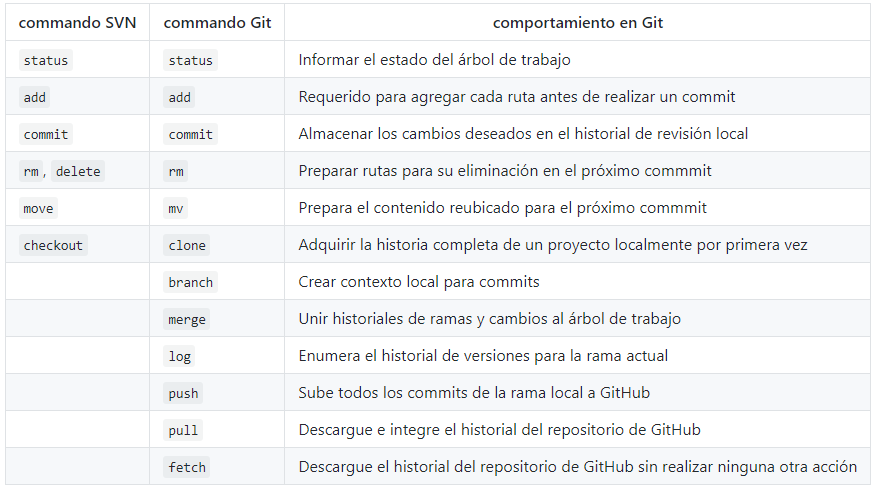 commando SVN commando Git comportamiento en Git
status status Informar el estado del árbol de trabajo
add add Requerido para agregar cada ruta antes de realizar un commit
commit commit Almacenar los cambios deseados en el historial de revisión local
rm, delete rm Preparar rutas para su eliminación en el próximo commmit
move mv Prepara el contenido reubicado para el próximo commmit
checkout clone Adquirir la historia completa de un proyecto localmente por primera vez
branch Crear contexto local para commits
merge Unir historiales de ramas y cambios al árbol de trabajo
log Enumera el historial de versiones para la rama actual
push Sube todos los commits de la rama local a GitHub
pull Descargue e integre el historial del repositorio de GitHub
fetch Descargue el historial del repositorio de GitHub sin realizar ninguna otra acción